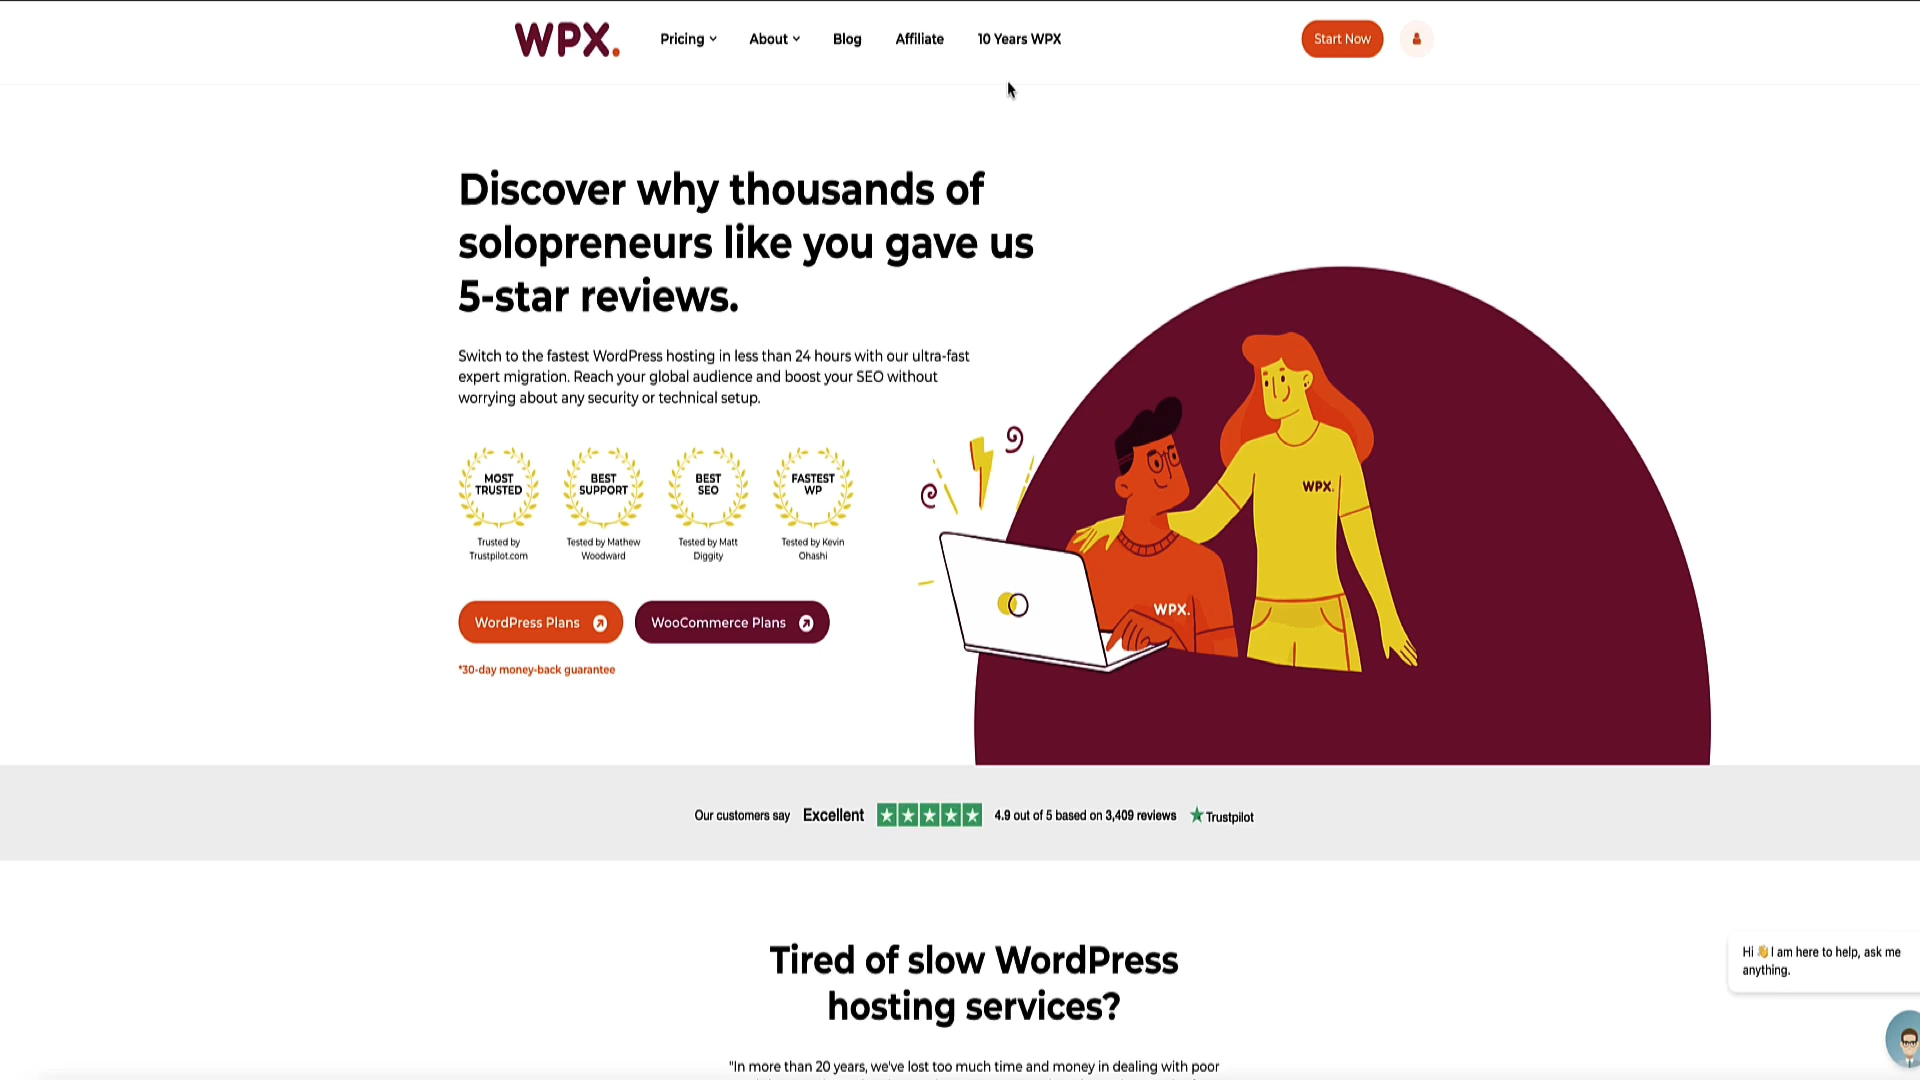 WPX.
Pricing
About
Blog
Affiliate
10 Years WPX
Start Now
Discover why thousands of
solopreneurs like you gave us
5-star reviews.
Switch to the fastest WordPress hosting in less than 24 hours with our ultra-fast
expert migration. Reach your global audience and boost your SEO without
worrying about any security or technical setup.
MOST
TRUSTED
Trusted by
Trustpilot.com
BEST
SUPPORT
Tested by Mathew
Woodward
BEST
SEO
Tested by Matt
Diggity
FASTEST
WP
Tested by Kevin
Ohashi
WordPress Plans
WooCommerce Plans
*30-day money-back guarantee
WPX.
WPX.
Our customers say Excellent 4.9 out of 5 based on 3,409 reviews Trustpilot
Tired of slow WordPress
hosting services?
"In more than 20 years, we've lost too much time and money in dealing with poor
Hi 👋 I am here to help, ask me
anything.